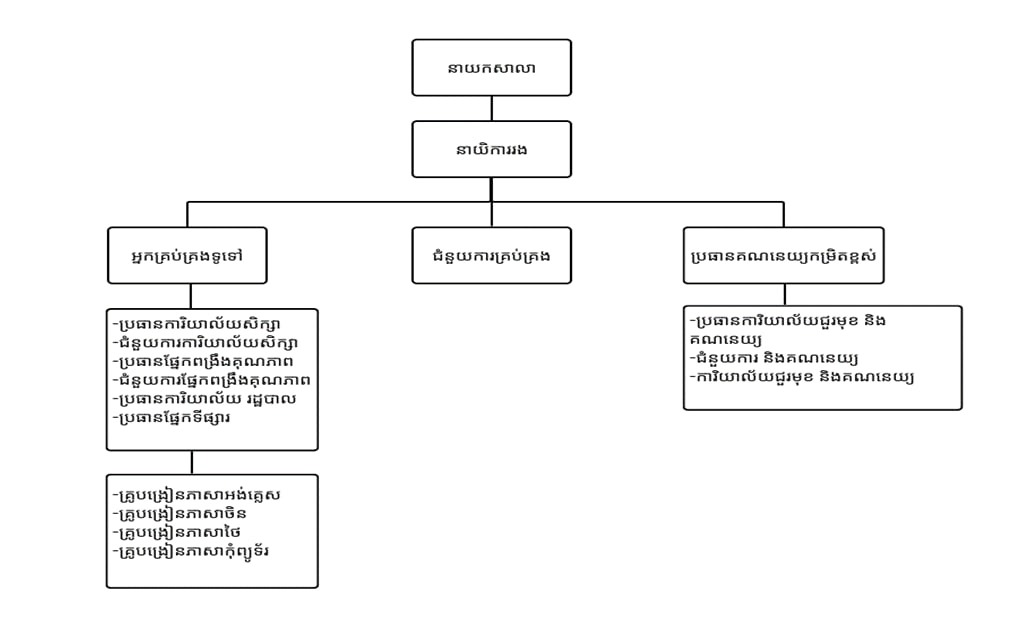 នាយកសាលា
នាយិការរង
អ្នកគ្រប់គ្រងទូទៅ
ជំនួយការគ្រប់គ្រង
ប្រធានគណនេយ្យកម្រិតខ្ពស់
-ប្រធានការិយាល័យសិក្សា
-ជំនួយការការិយាល័យសិក្សា
-ប្រធានផ្នែកពង្រឹងគុណភាព
-ជំនួយការផ្នែកពង្រឹងគុណភាព
-ប្រធានការិយាល័យ រដ្ឋបាល
-ប្រធានផ្នែកទីផ្សារ
-ប្រធានការិយាល័យជួរមុខ និង
គណនេយ្យ
-ជំនួយការ និងគណនេយ្យ
-ការិយាល័យជួរមុខ និងគណនេយ្យ
-គ្រូបង្រៀនភាសាអង់គ្លេស
-គ្រូបង្រៀនភាសាចិន
-គ្រូបង្រៀនភាសាថៃ
-គ្រូបង្រៀនភាសាកុំព្យូទ័រ